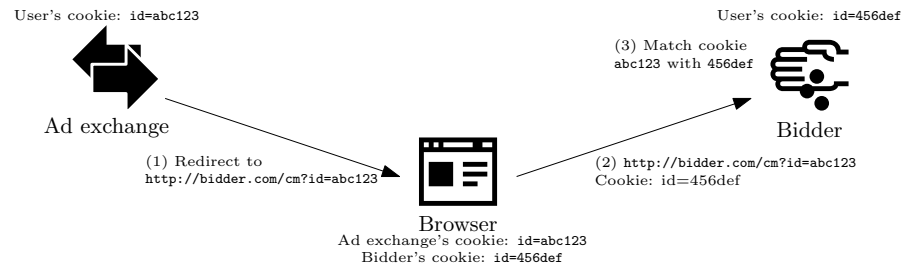 User's cookie: id=abc123
User's cookie: id=456def
(3) Match cookie
abc123 with 456def
Ad exchange
Bidder
(1) Redirect to
http://bidder.com/cm?id=abc123
(2) http://bidder.com/cm?id=abc123
Cookie: id=456def
Browser
Ad exchange's cookie: id=abc123
Bidder's cookie: id=456def